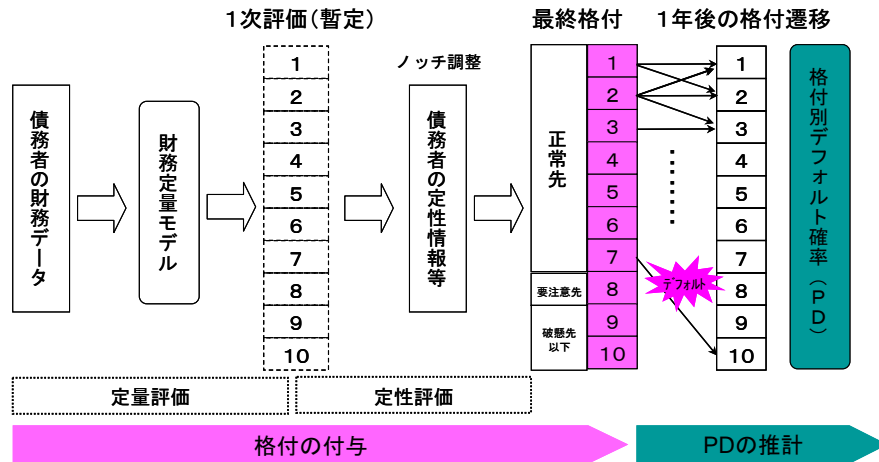 1次評価(暫定)
最終格付
1年後の格付遷移
ノッチ調整
債務者の財務データ
財務定量モデル
1
2
3
4
5
6
7
8
9
10
債務者の定性情報等
正常先
要注意先
破懸先
以下
1
2
3
4
5
6
7
8
9
10
デフォルト
1
2
3
4
5
6
7
8
9
10
格付別デフォルト確率(PD)
定量評価
定性評価
格付の付与
PDの推計